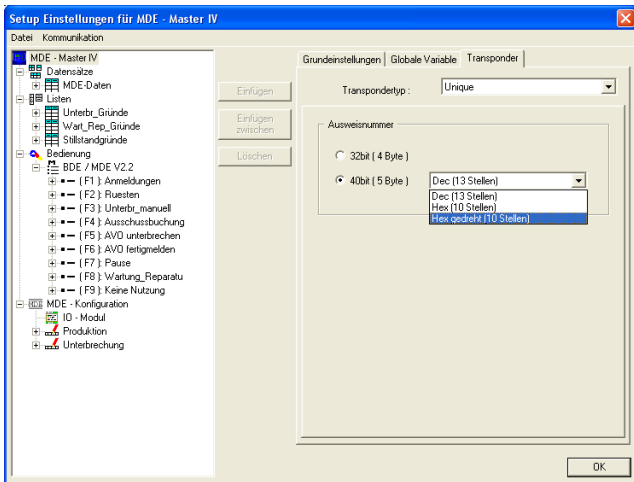 Setup Einstellungen für MDE - Master IV
Datei Kommunikation
MDE - Master IV
Datensätze
MDE-Daten
Listen
Unterbr_Gründe
Wart_Rep_Gründe
Stillstandgründe
Bedienung
BDE / MDE V2.2
( F1 ): Anmeldungen
( F2 ): Ruesten
( F3 ): Unterbr_manuell
( F4 ): Ausschussbuchung
( F5 ): AVO unterbrechen
( F6 ): AVO fertigmelden
( F7 ): Pause
( F8 ): Wartung_Reparatu
( F9 ): Keine Nutzung
MDE - Konfiguration
IO - Modul
Produktion
Unterbrechung
Einfügen
Einfügen
zwischen
Löschen
Grundeinstellungen Globale Variable Transponder
Transpondertyp : Unique
Ausweisnummer
32bit ( 4 Byte )
40bit ( 5 Byte ) Dec (13 Stellen)
Dec (13 Stellen)
Hex (10 Stellen)
Hex gedreht (10 Stellen)
OK